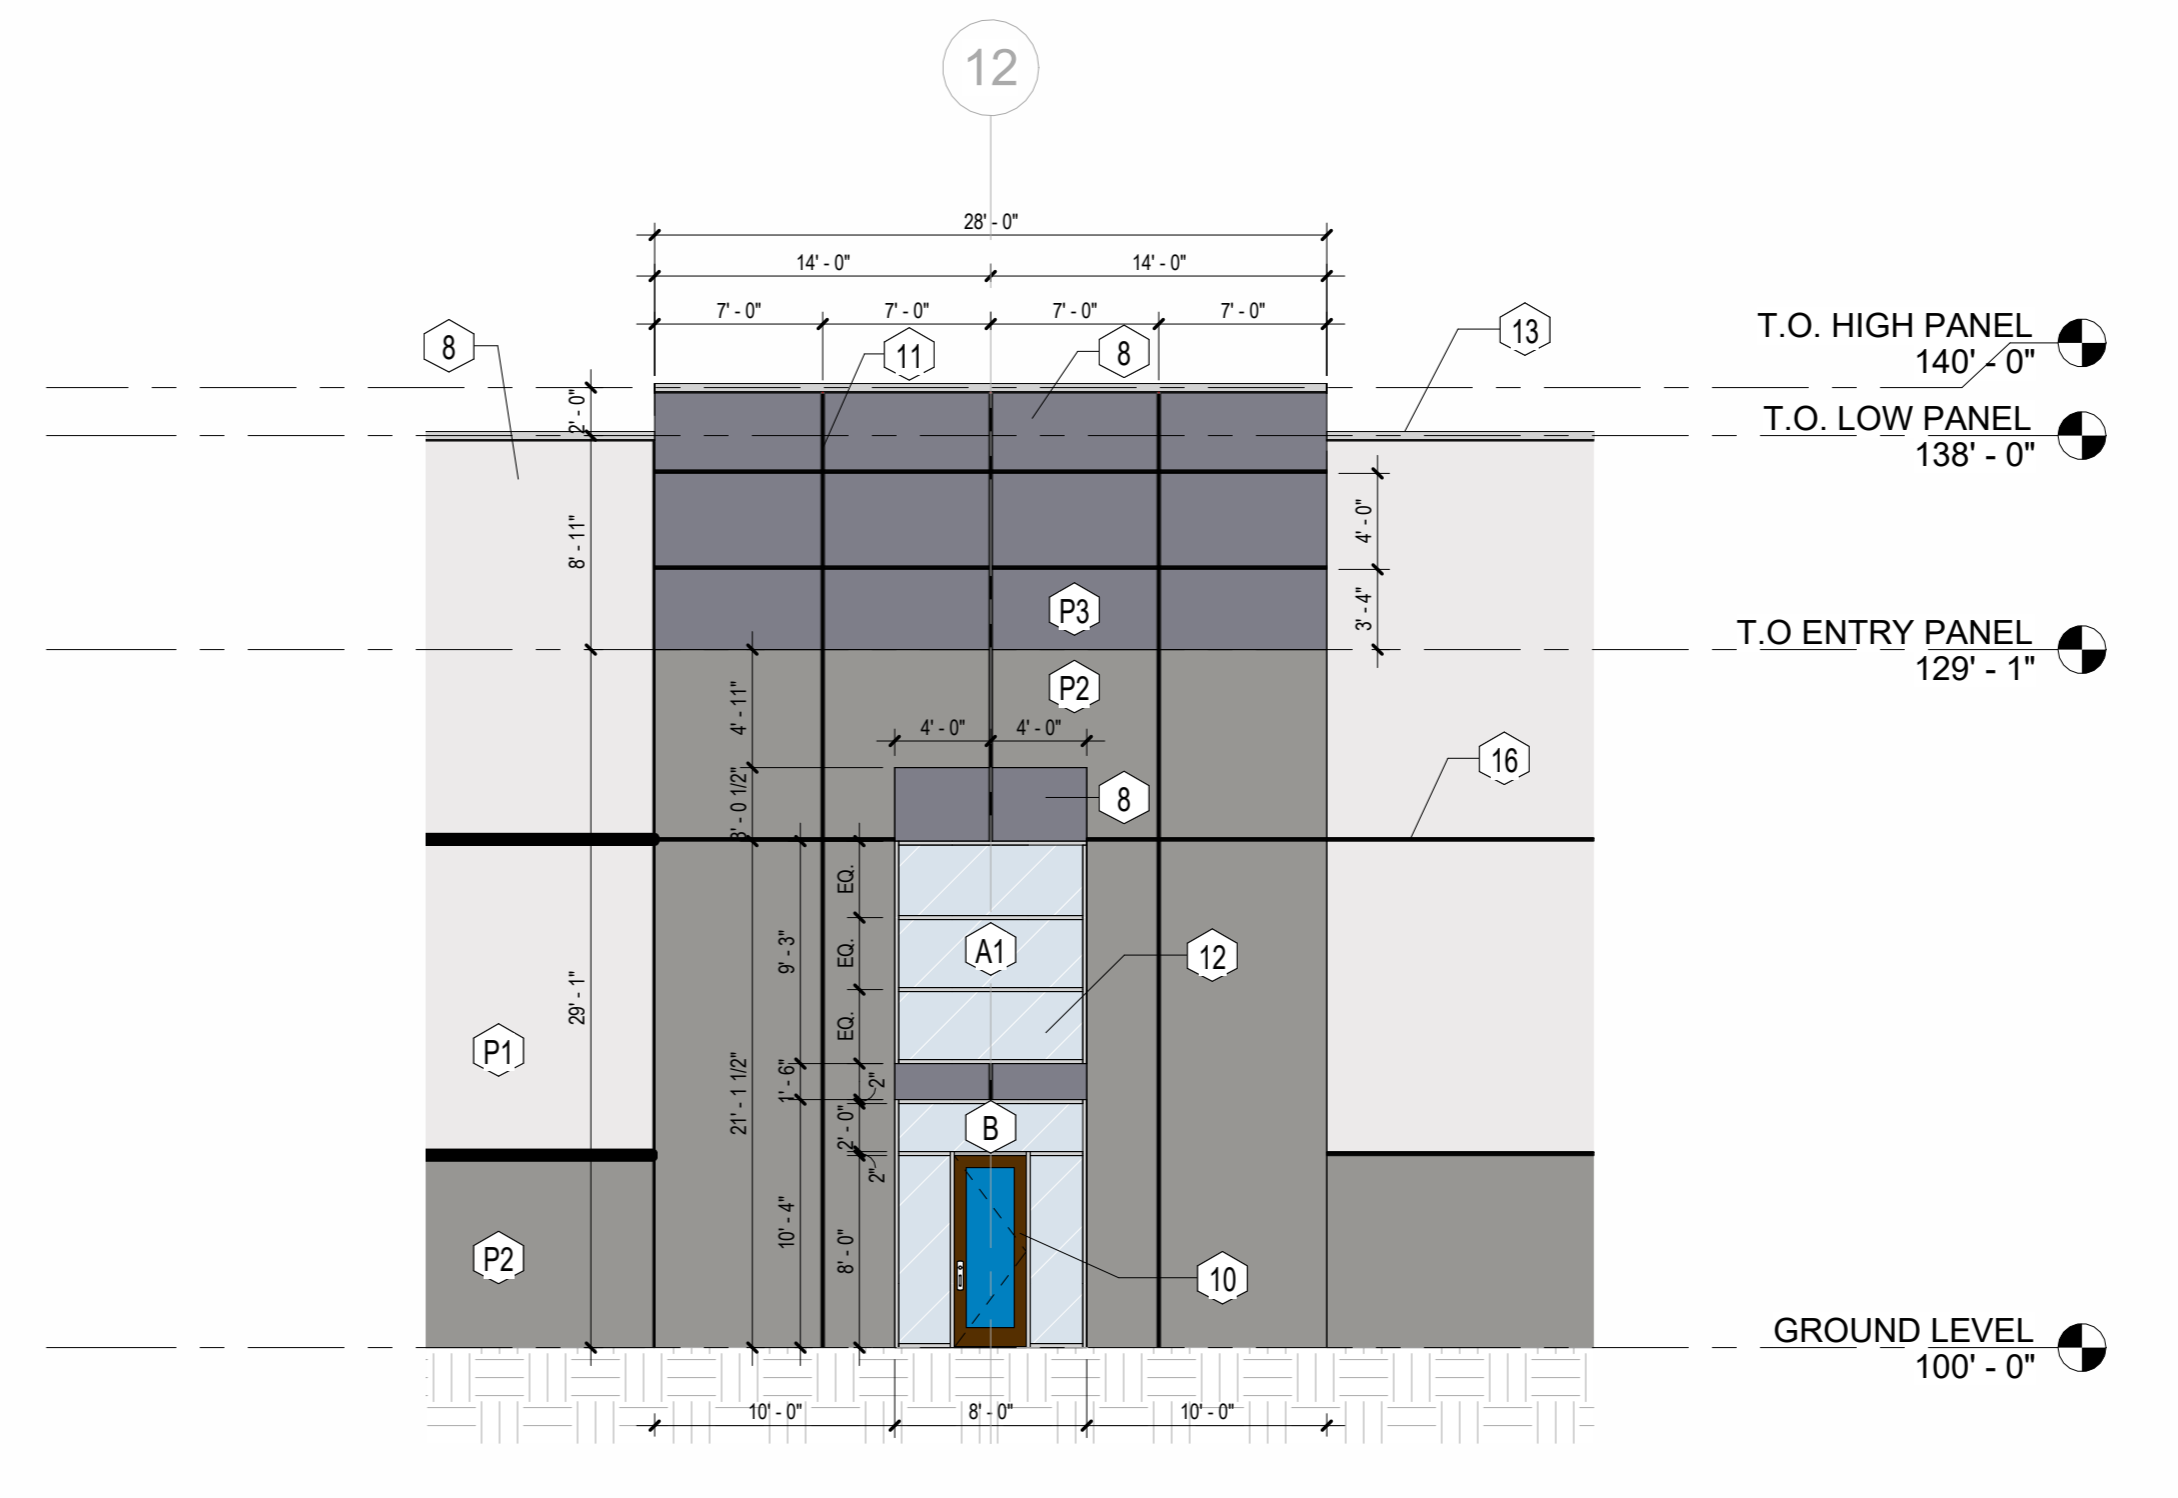 12
28' - 0"
14' - 0"
14' - 0"
7' - 0"
7' - 0"
7' - 0"
7' - 0"
8
11
8
13
T.O. HIGH PANEL
140' - 0"
2' - 0"
T.O. LOW PANEL
138' - 0"
8' - 11"
4' - 0"
3' - 4"
P3
T.O ENTRY PANEL
129' - 1"
P2
4' - 11"
4' - 0"
4' - 0"
16
3' - 0 1/2"
8
EQ.
EQ.
EQ.
9' - 3"
A1
12
29' - 1"
P1
21' - 1 1/2"
1' - 6"
2"
2' - 0"
B
2"
10' - 4"
8' - 0"
P2
10
GROUND LEVEL
100' - 0"
10' - 0"
8' - 0"
10' - 0"